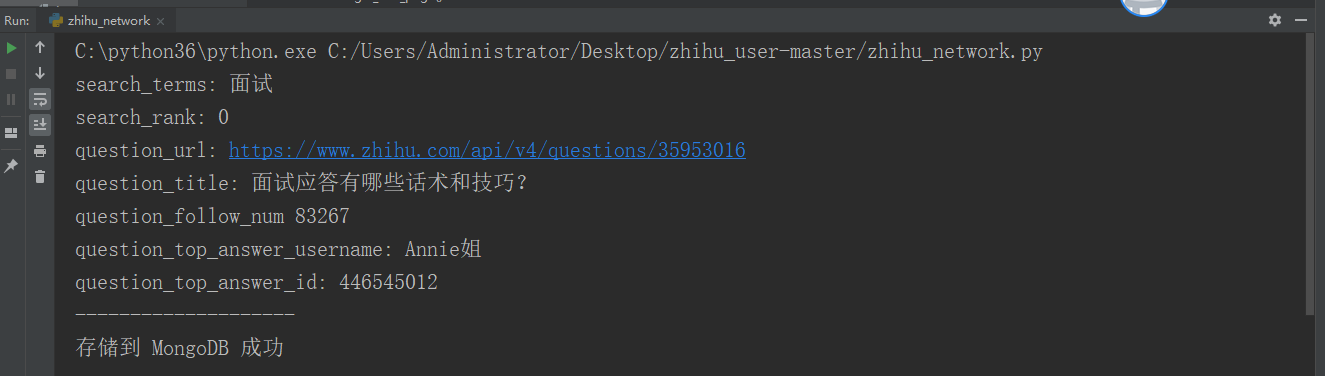 Run: zhihu_network
C:\python36\python.exe C:/Users/Administrator/Desktop/zhihu_user-master/zhihu_network.py
search_terms: 面试
search_rank: 0
question_url: https://www.zhihu.com/api/v4/questions/35953016
question_title: 面试应答有哪些话术和技巧?
question_follow_num 83267
question_top_answer_username: Annie姐
question_top_answer_id: 446545012
--------------------
存储到 MongoDB 成功